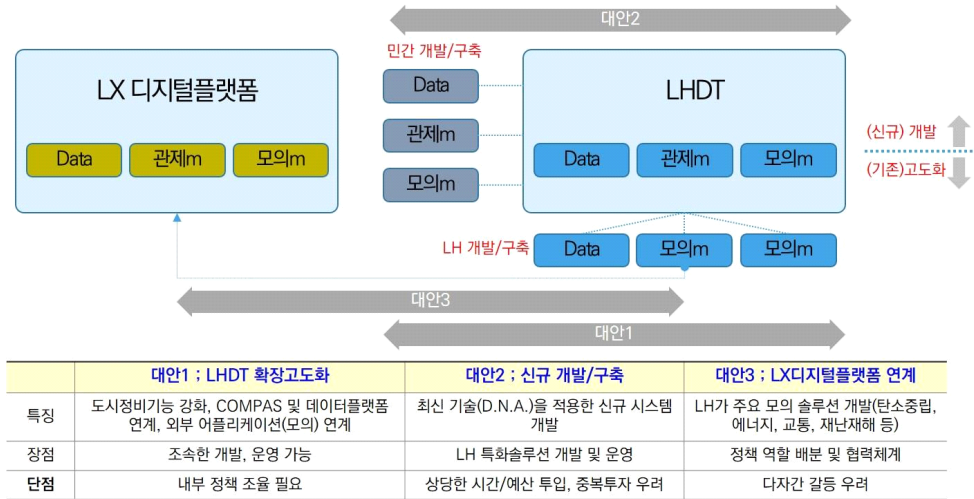 대안2
민간 개발/구축
LX 디지털플랫폼
Data
관제m
모의m
Data
관제m
모의m
LHDT
Data
관제m
모의m
(신규) 개발
(기존)고도화
LH 개발/구축
Data
모의m
모의m
대안3
대안1
대안1 ; LHDT 확장고도화
대안2 ; 신규 개발/구축
대안3 ; LX디지털플랫폼 연계
특징
도시정비기능 강화, COMPAS 및 데이터플랫폼
연계, 외부 어플리케이션(모의) 연계
최신 기술(D.N.A.)을 적용한 신규 시스템
개발
LH가 주요 모의 솔루션 개발(탄소중립,
에너지, 교통, 재난재해 등)
장점
조속한 개발, 운영 가능
LH 특화솔루션 개발 및 운영
정책 역할 배분 및 협력체계
단점
내부 정책 조율 필요
상당한 시간/예산 투입, 중복투자 우려
다자간 갈등 우려